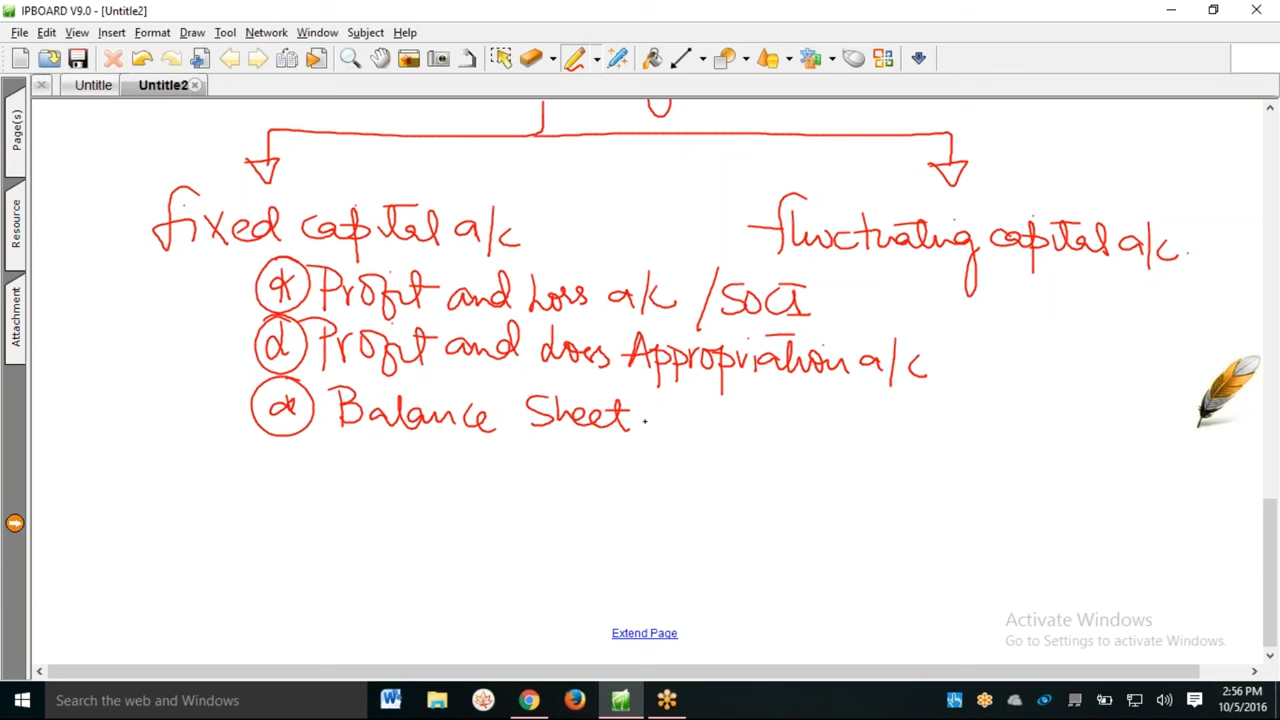 IPBOARD V9.0 - [Untitle2]
File Edit View Insert Format Draw Tool Network Window Subject Help
Untitle Untitle2
Page(s)
Resource
Attachment
fixed capital a/c
fluctuating capital a/c.
Profit and Loss a/c / SOCI
Profit and Loss Appropriation a/c
Balance Sheet
Extend Page
Activate Windows
Go to Settings to activate Windows.
Search the web and Windows
2:56 PM
10/5/2016